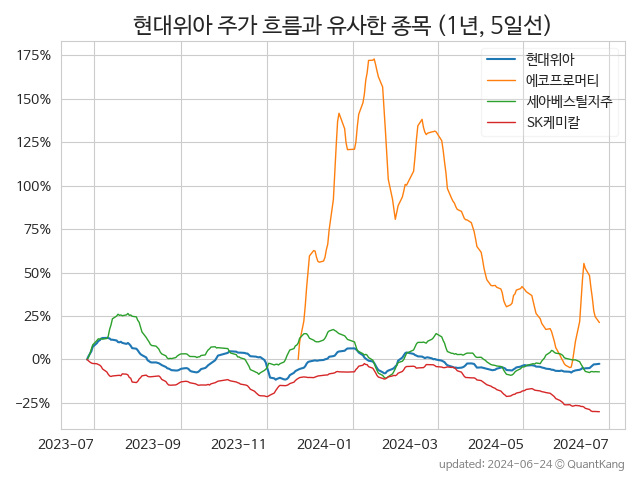 현대위아 주가 흐름과 유사한 종목 (1년, 5일선)
175%
150%
125%
100%
75%
50%
25%
0%
−25%
현대위아
에코프로머티
세아베스틸지주
SK케미칼
2023-07 2023-09 2023-11 2024-01 2024-03 2024-05 2024-07
updated: 2024-06-24 © QuantKang